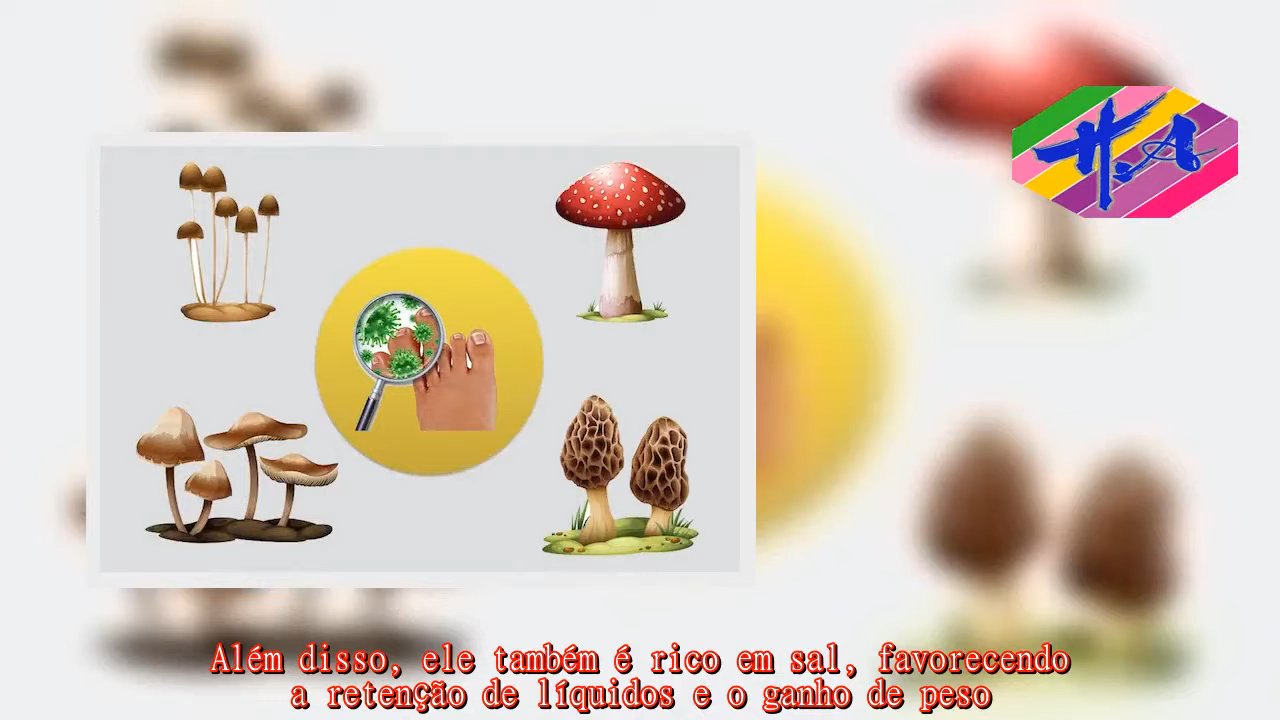 H.A
Além disso, ele também é rico em sal, favorecendo
a retenção de líquidos e o ganho de peso